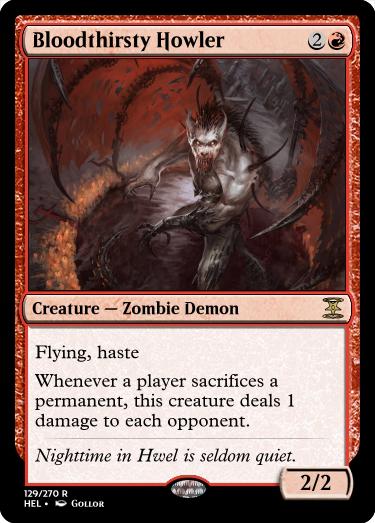 Bloodthirsty Howler 2
Creature — Zombie Demon
Flying, haste
Whenever a player sacrifices a
permanent, this creature deals 1
damage to each opponent.
Nighttime in Hwel is seldom quiet.
2/2
129/270 R
HEL • Gollor